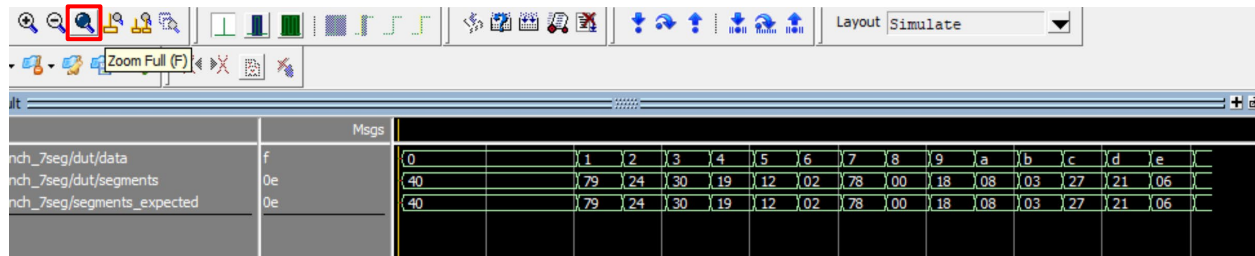 Layout Simulate
Zoom Full (F)
ult
Msgs
nch_7seg/dut/data f 0 1 2 3 4 5 6 7 8 9 a b c d e
nch_7seg/dut/segments 0e 40 79 24 30 19 12 02 78 00 18 08 03 27 21 06
nch_7seg/segments_expected 0e 40 79 24 30 19 12 02 78 00 18 08 03 27 21 06